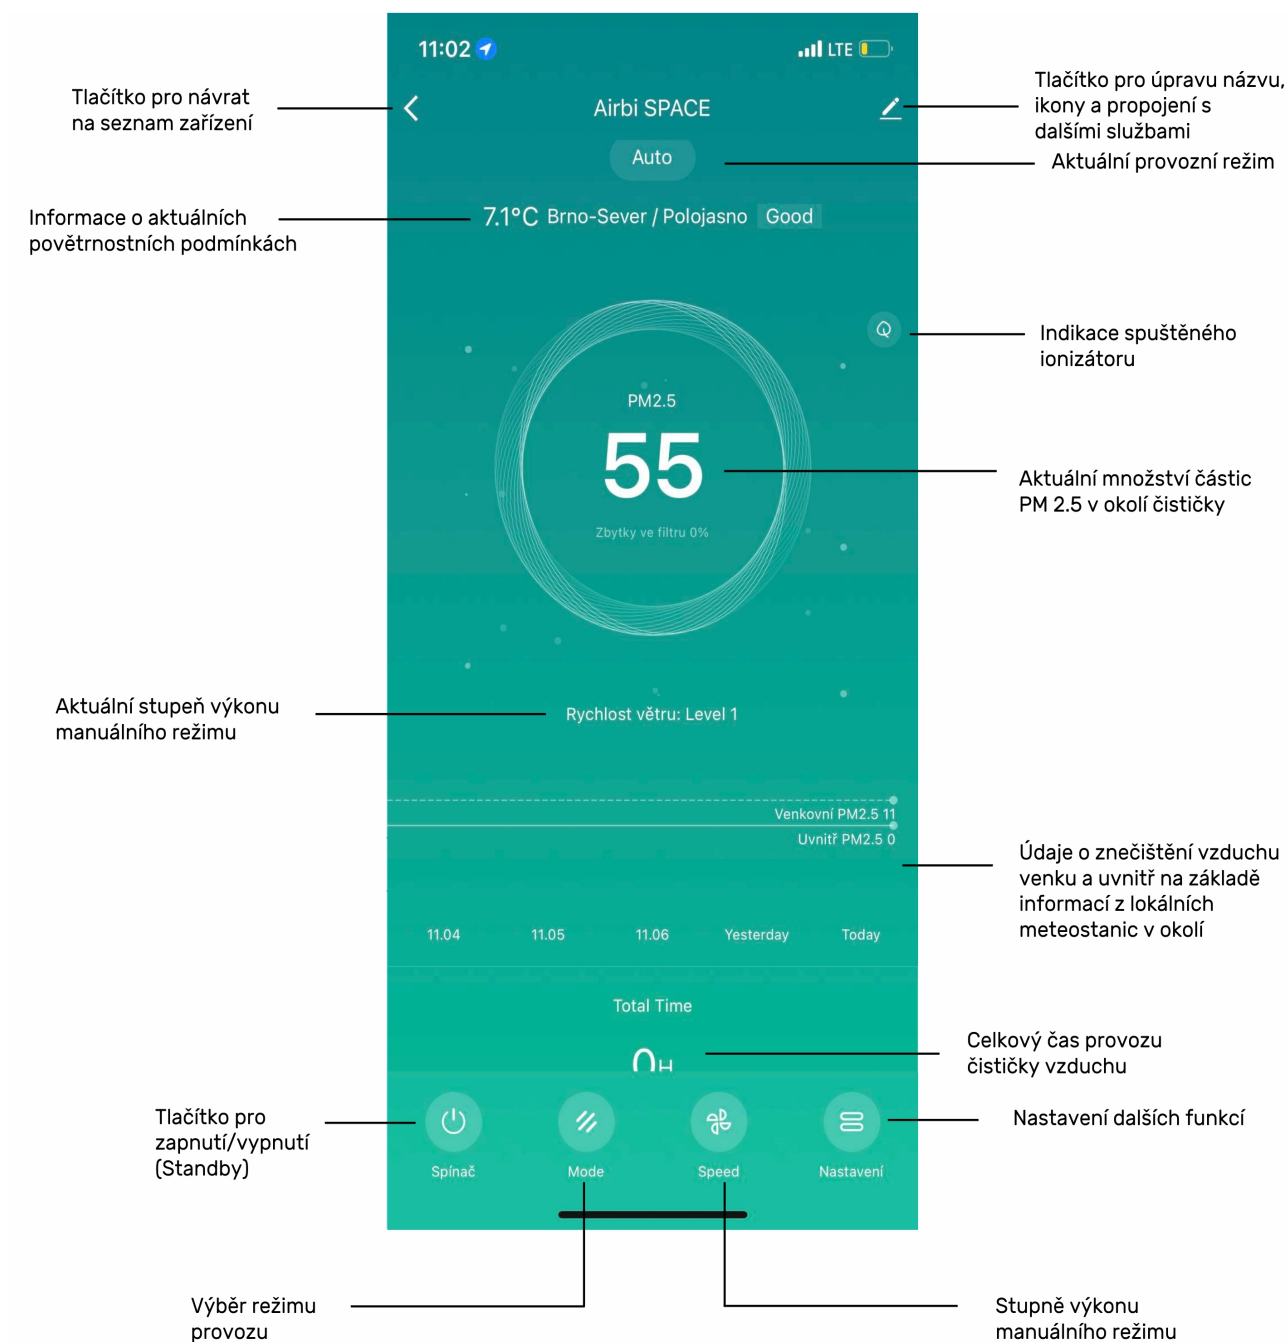 11:02
LTE
Tlačítko pro návrat
na seznam zařízení
Airbi SPACE
Tlačítko pro úpravu názvu,
ikony a propojení s
dalšími službami
Auto
Aktuální provozní režim
Informace o aktuálních
povětrnostních podmínkách
7.1°C Brno-Sever / Polojasno Good
Indikace spuštěného
ionizátoru
PM2.5
55
Zbytky ve filtru 0%
Aktuální množství částic
PM 2.5 v okolí čističky
Aktuální stupeň výkonu
manuálního režimu
Rychlost větru: Level 1
Venkovní PM2.5 11
Uvnitř PM2.5 0
Údaje o znečištění vzduchu
venku a uvnitř na základě
informací z lokálních
meteostanic v okolí
11.04 11.05 11.06 Yesterday Today
Total Time
0H
Celkový čas provozu
čističky vzduchu
Tlačítko pro
zapnutí/vypnutí
(Standby)
Spínač Mode Speed Nastavení
Nastavení dalších funkcí
Výběr režimu
provozu
Stupně výkonu
manuálního režimu